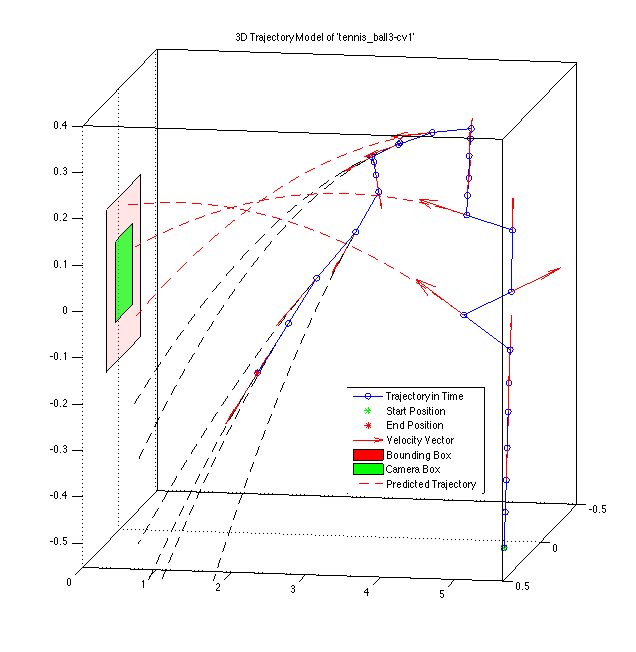 3D Trajectory Model of 'tennis_ball3-cv1'
0.4
0.3
0.2
0.1
0
-0.1
-0.2
-0.3
-0.4
-0.5
Trajectory in Time
Start Position
End Position
Velocity Vector
Bounding Box
Camera Box
Predicted Trajectory
0
1
2
3
4
5
-0.5
0
0.5